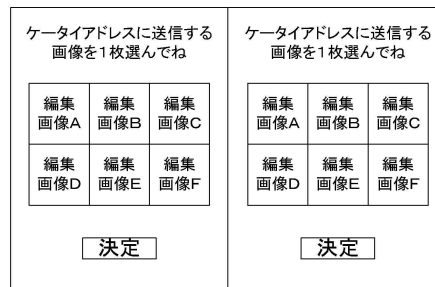 ケータイアドレスに送信する
画像を1枚選んでね
編集
画像A
編集
画像B
編集
画像C
編集
画像D
編集
画像E
編集
画像F
決定
ケータイアドレスに送信する
画像を1枚選んでね
編集
画像A
編集
画像B
編集
画像C
編集
画像D
編集
画像E
編集
画像F
決定